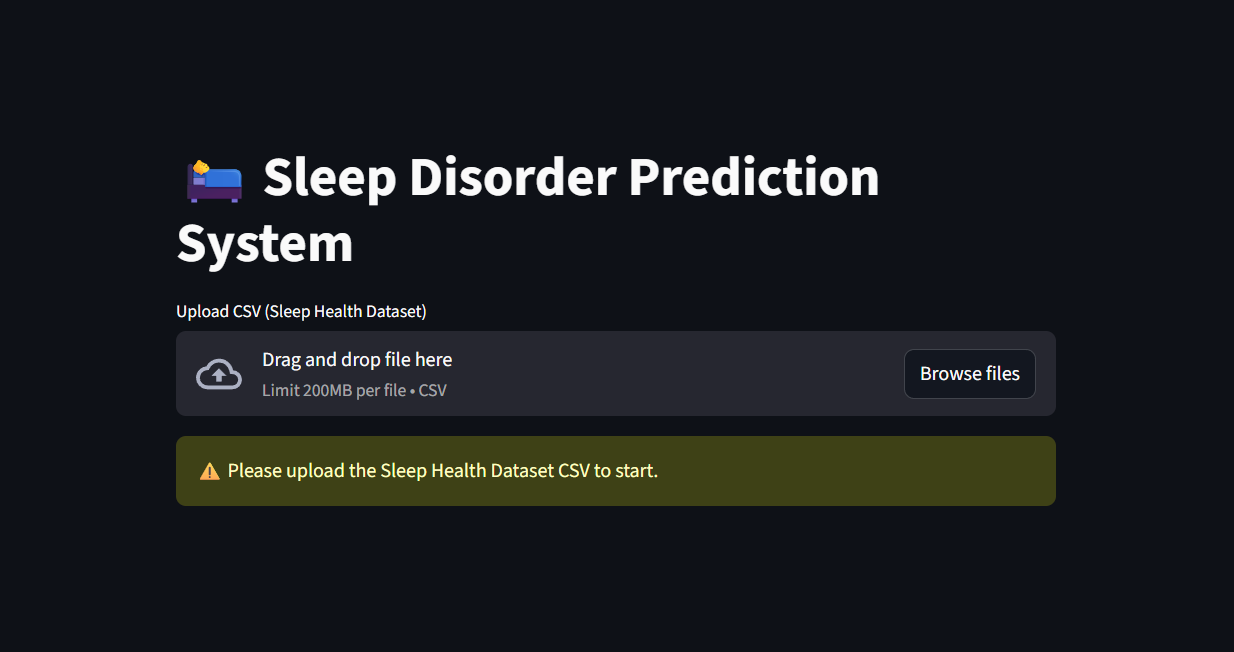 Sleep Disorder Prediction
System
Upload CSV (Sleep Health Dataset)
Drag and drop file here
Limit 200MB per file • CSV
Browse files
Please upload the Sleep Health Dataset CSV to start.